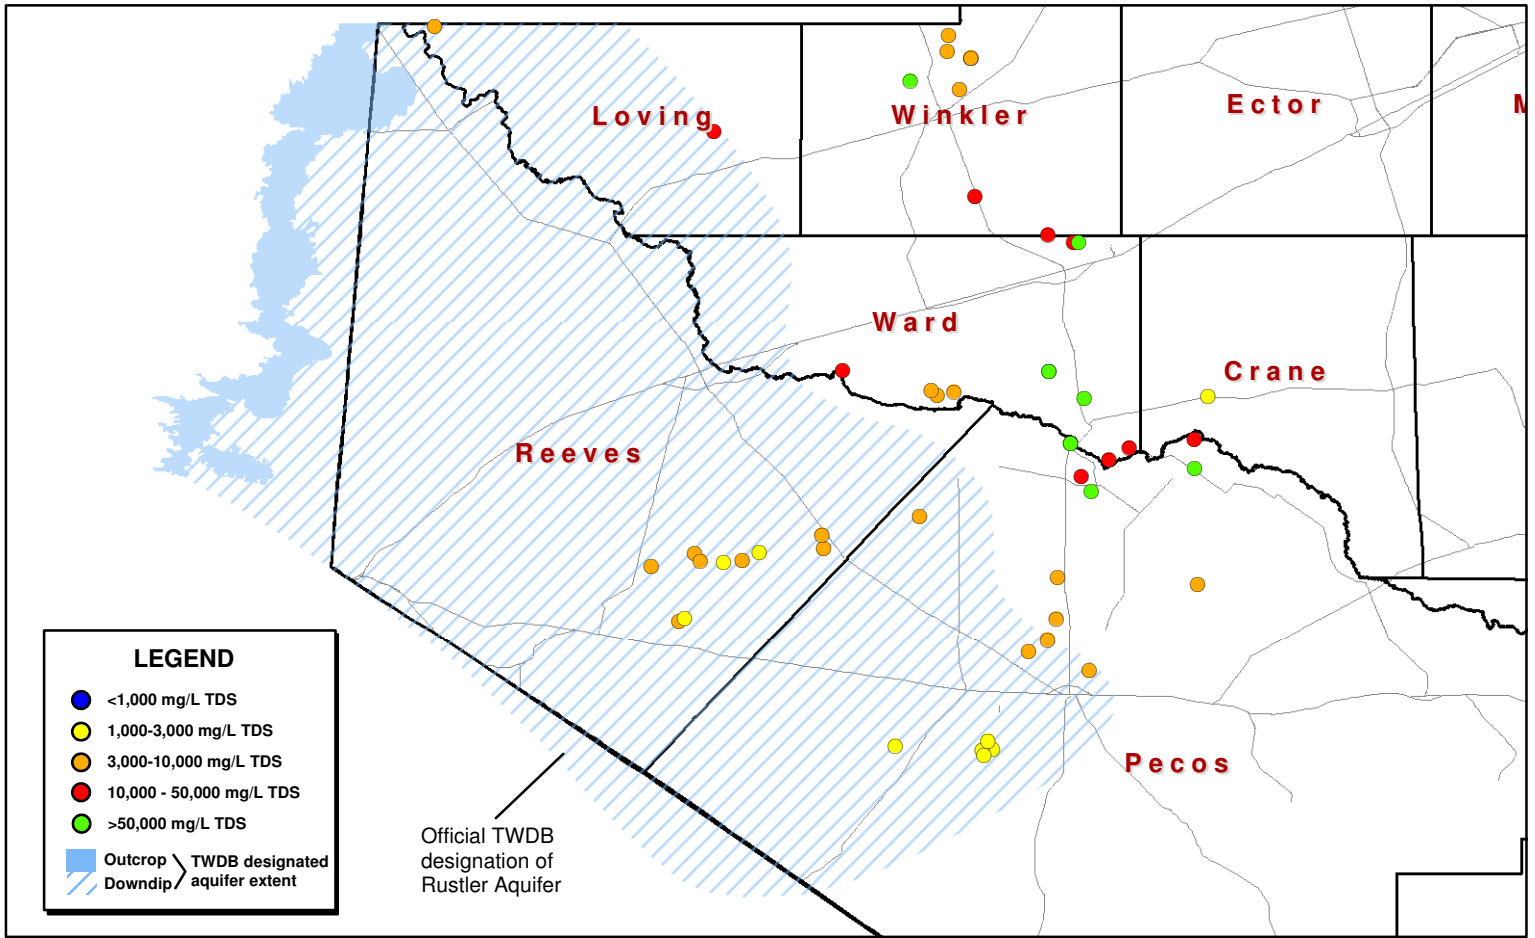 Loving
Winkler
Ector
M
Ward
Crane
Reeves
Pecos
LEGEND
<1,000 mg/L TDS
1,000-3,000 mg/L TDS
3,000-10,000 mg/L TDS
10,000 - 50,000 mg/L TDS
>50,000 mg/L TDS
Outcrop
Downdip
TWDB designated
aquifer extent
Official TWDB
designation of
Rustler Aquifer